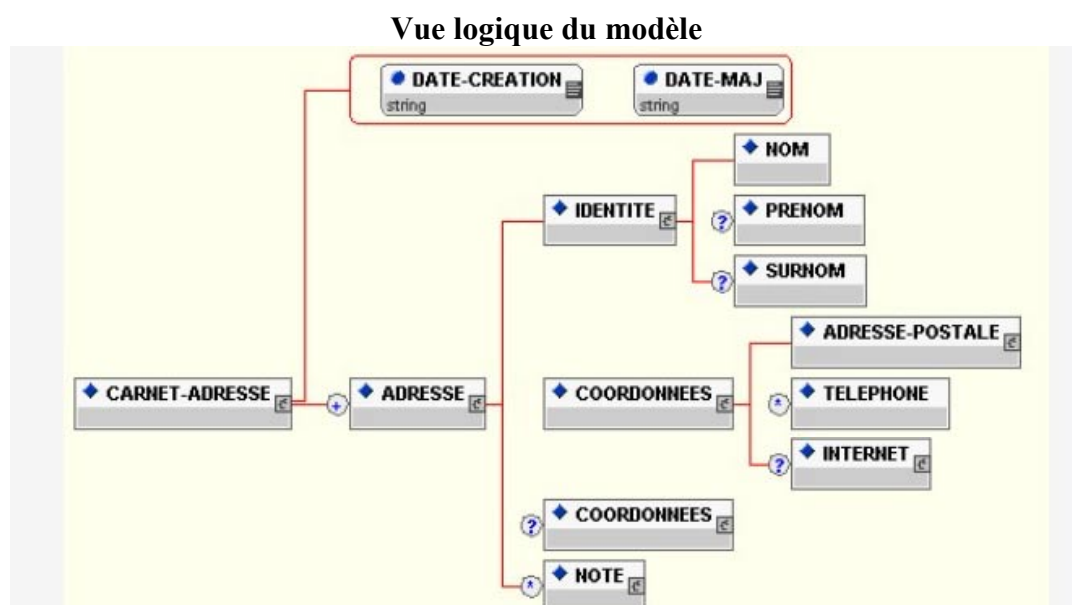 Vue logique du modèle
DATE-CREATION
string
DATE-MAJ
string
NOM
IDENTITE
? PRENOM
? SURNOM
ADRESSE-POSTALE
CARNET-ADRESSE
+ ADRESSE
COORDONNEES
* TELEPHONE
? INTERNET
? COORDONNEES
* NOTE